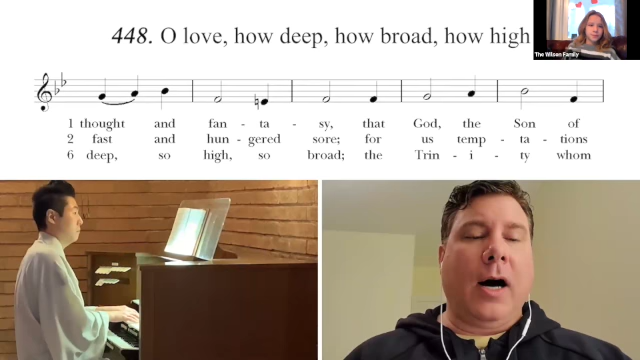 448. O love, how deep, how broad, how high
The Wilsen Family
1 thought and fan - ta - sy, that God, the Son of
2 fast and hun - gered sore; for us temp - ta - tions
6 deep, so high, so broad; the Trin - i - ty whom